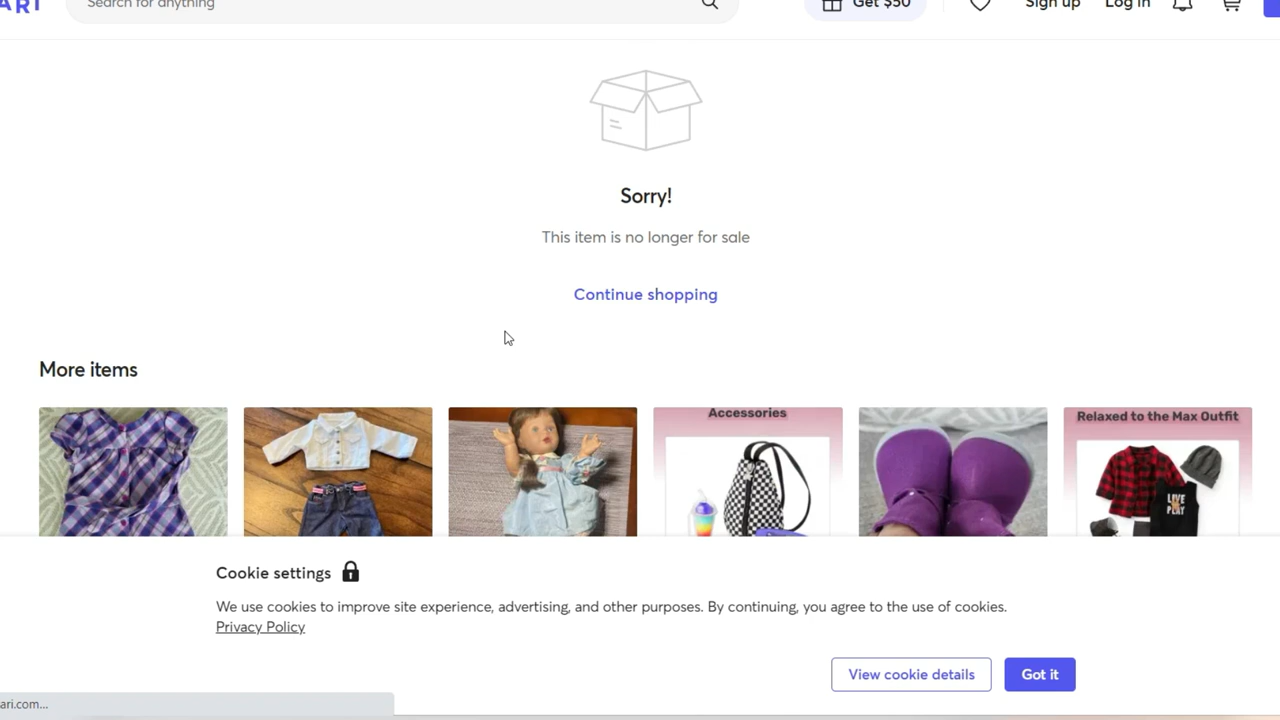 Search for anything
Get $50
Sign up
Log in
Sorry!
This item is no longer for sale
Continue shopping
More items
Accessories
Relaxed to the Max Outfit
LIVE
PLAY
Cookie settings
We use cookies to improve site experience, advertising, and other purposes. By continuing, you agree to the use of cookies.
Privacy Policy
View cookie details
Got it
ari.com...